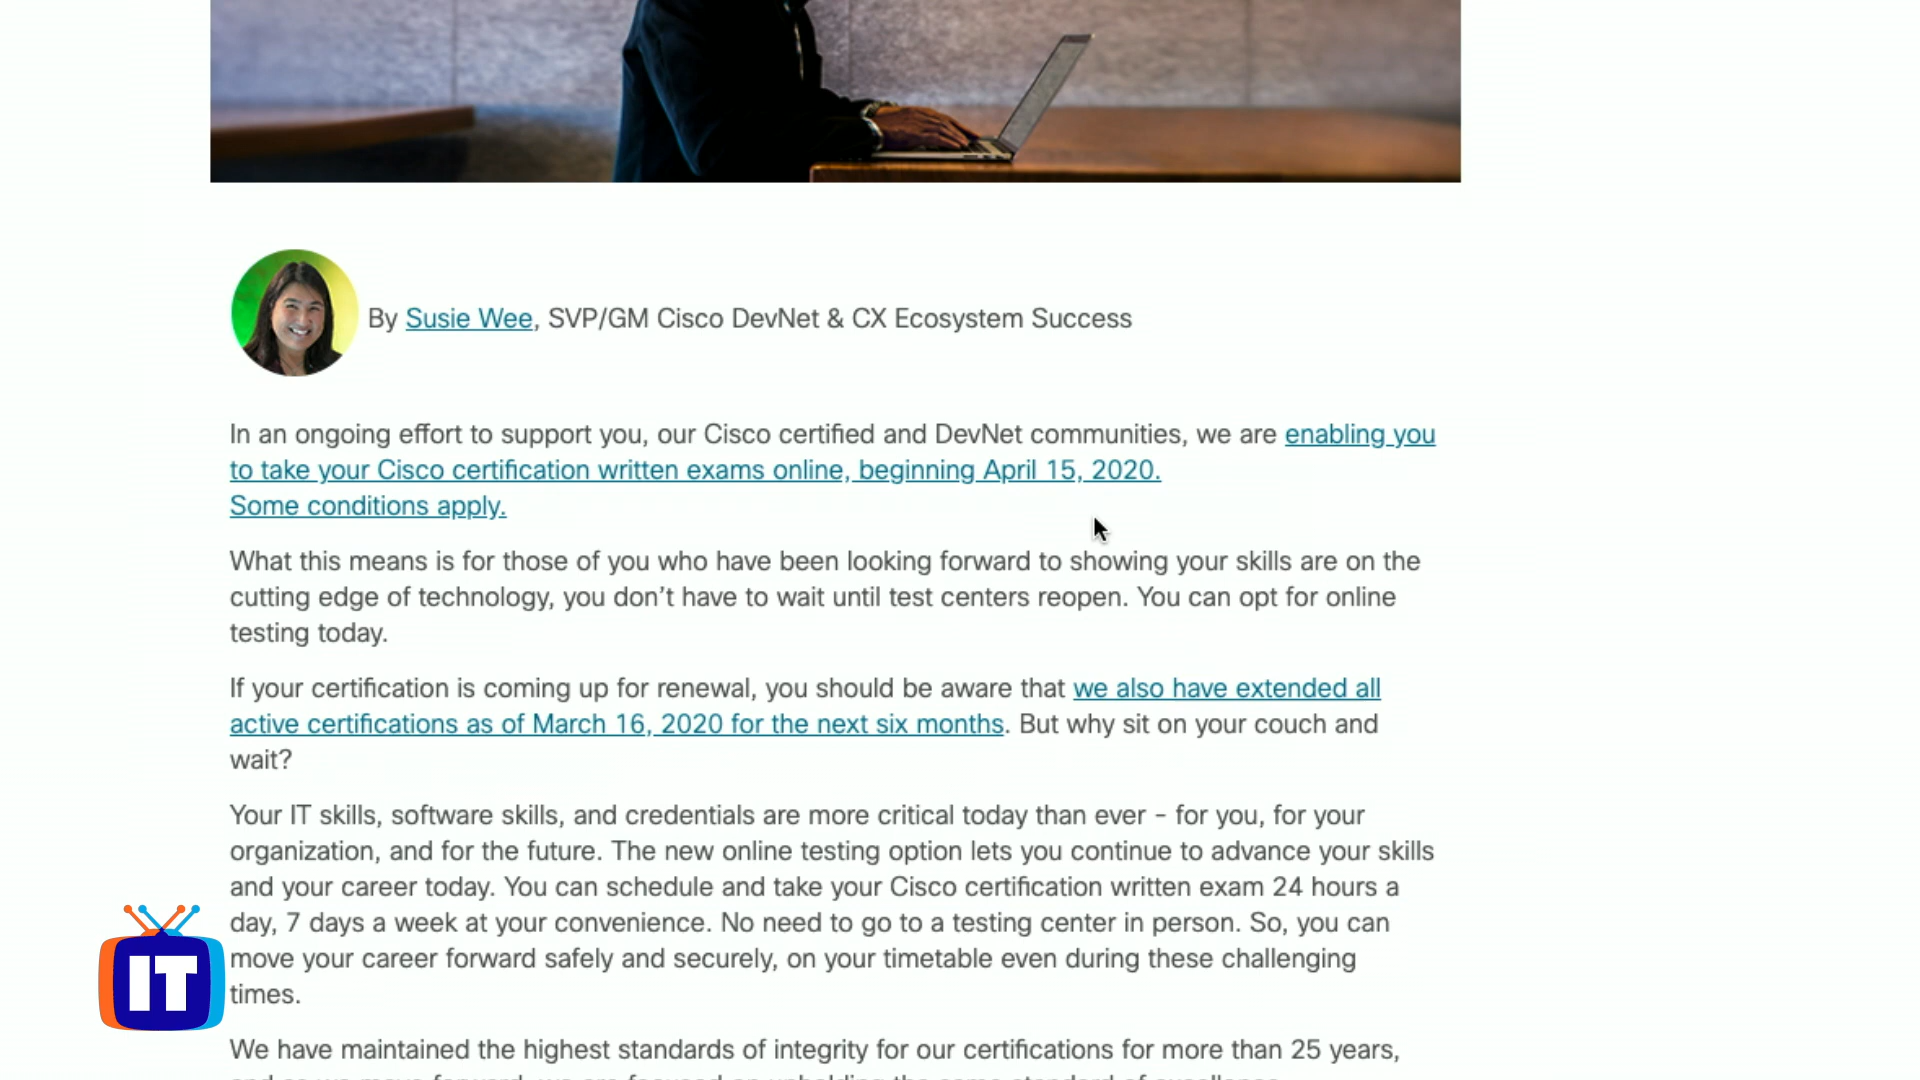 By Susie Wee, SVP/GM Cisco DevNet & CX Ecosystem Success
In an ongoing effort to support you, our Cisco certified and DevNet communities, we are enabling you
to take your Cisco certification written exams online, beginning April 15, 2020.
Some conditions apply.
What this means is for those of you who have been looking forward to showing your skills are on the
cutting edge of technology, you don’t have to wait until test centers reopen. You can opt for online
testing today.
If your certification is coming up for renewal, you should be aware that we also have extended all
active certifications as of March 16, 2020 for the next six months. But why sit on your couch and
wait?
Your IT skills, software skills, and credentials are more critical today than ever – for you, for your
organization, and for the future. The new online testing option lets you continue to advance your skills
and your career today. You can schedule and take your Cisco certification written exam 24 hours a
day, 7 days a week at your convenience. No need to go to a testing center in person. So, you can
move your career forward safely and securely, on your timetable even during these challenging
times.
IT
We have maintained the highest standards of integrity for our certifications for more than 25 years,